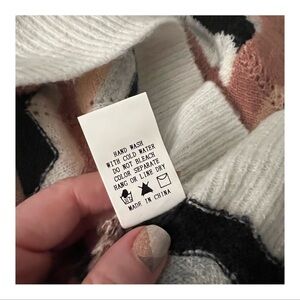 HAND WASH
WITH COLD WATER
DO NOT BLEACH
COLOR SEPARATE
HANG OR LINE DRY
MADE IN CHINA